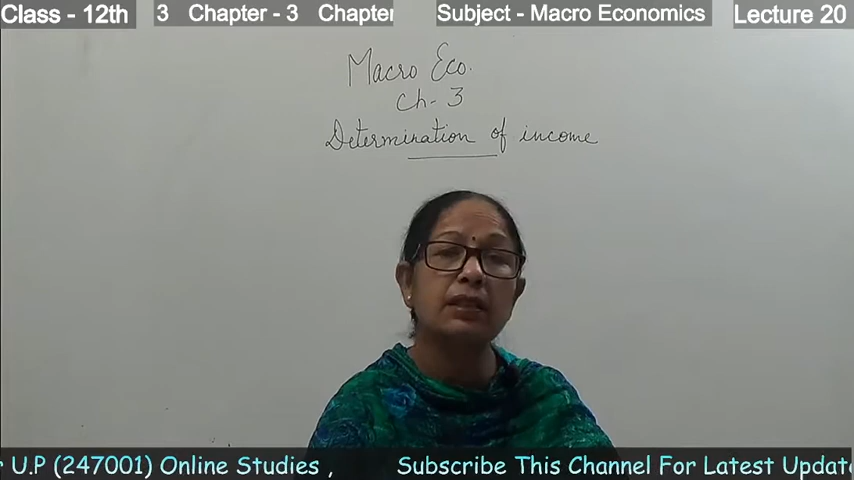 Class - 12th
3 Chapter - 3 Chapter
Subject - Macro Economics
Lecture 20
Macro Eco.
Ch- 3
Determination of income
r U.P (247001) Online Studies , Subscribe This Channel For Latest Update